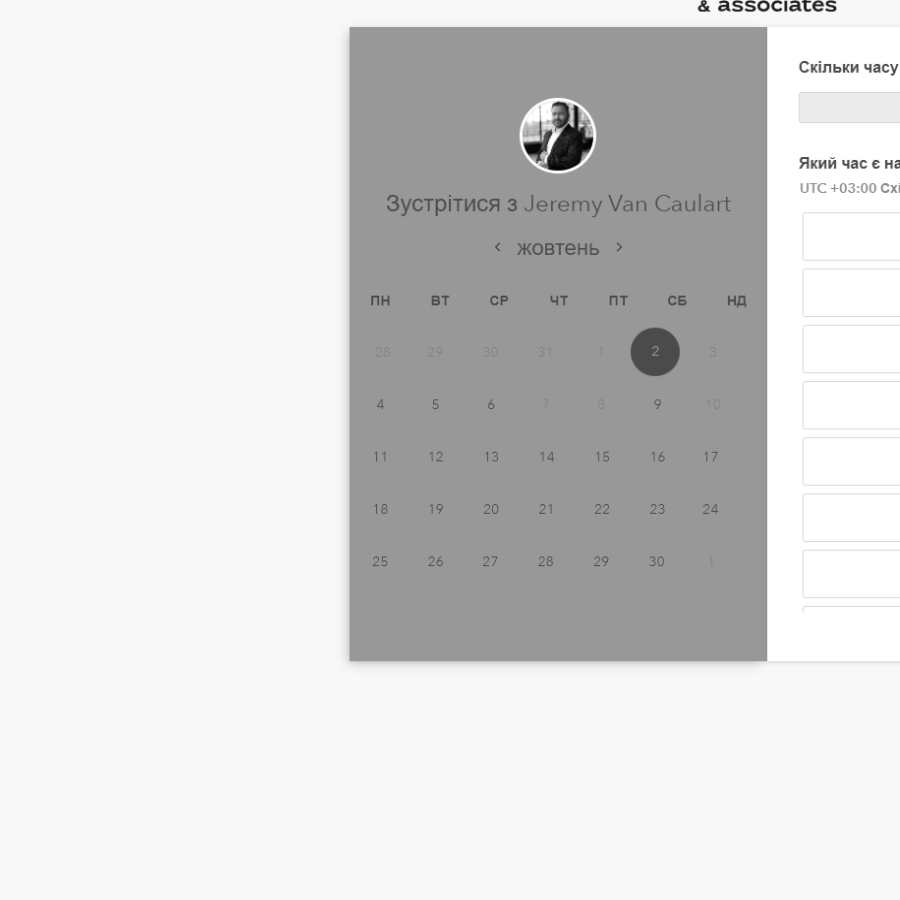 & associates
Зустрітися з Jeremy Van Caulart
жовтень
ПН ВТ СР ЧТ ПТ СБ НД
28 29 30 31 1 2 3
4 5 6 7 8 9 10
11 12 13 14 15 16 17
18 19 20 21 22 23 24
25 26 27 28 29 30 1
Скільки часу
Який час є на
UTC +03:00 Схі